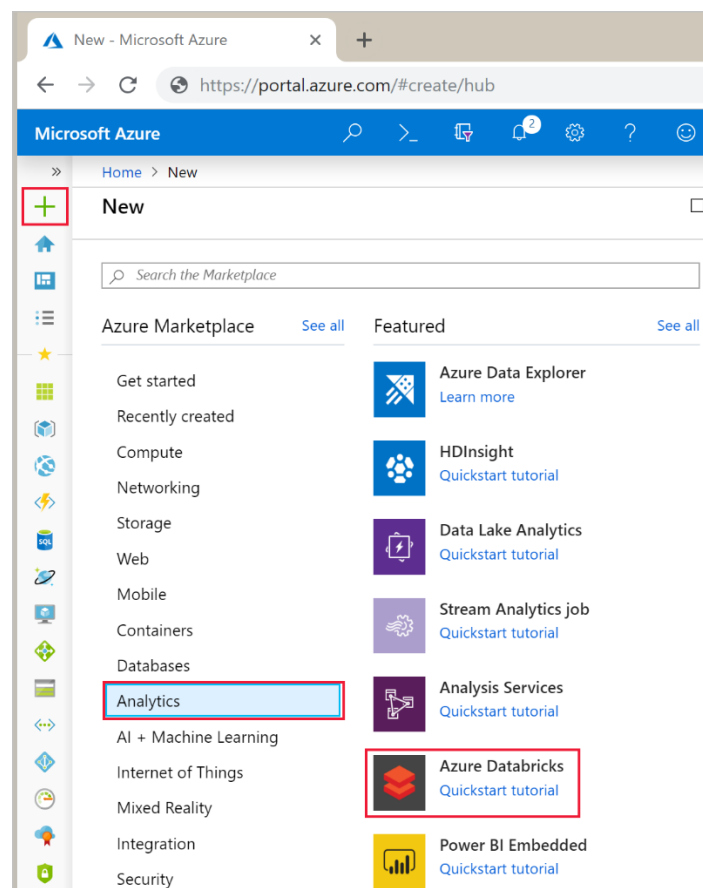 New - Microsoft Azure
https://portal.azure.com/#create/hub
Microsoft Azure
2
Home > New
New
Search the Marketplace
Azure Marketplace See all
Get started
Recently created
Compute
Networking
Storage
Web
Mobile
Containers
Databases
Analytics
AI + Machine Learning
Internet of Things
Mixed Reality
Integration
Security
Featured See all
Azure Data Explorer
Learn more
HDInsight
Quickstart tutorial
Data Lake Analytics
Quickstart tutorial
Stream Analytics job
Quickstart tutorial
Analysis Services
Quickstart tutorial
Azure Databricks
Quickstart tutorial
Power BI Embedded
Quickstart tutorial
SQL